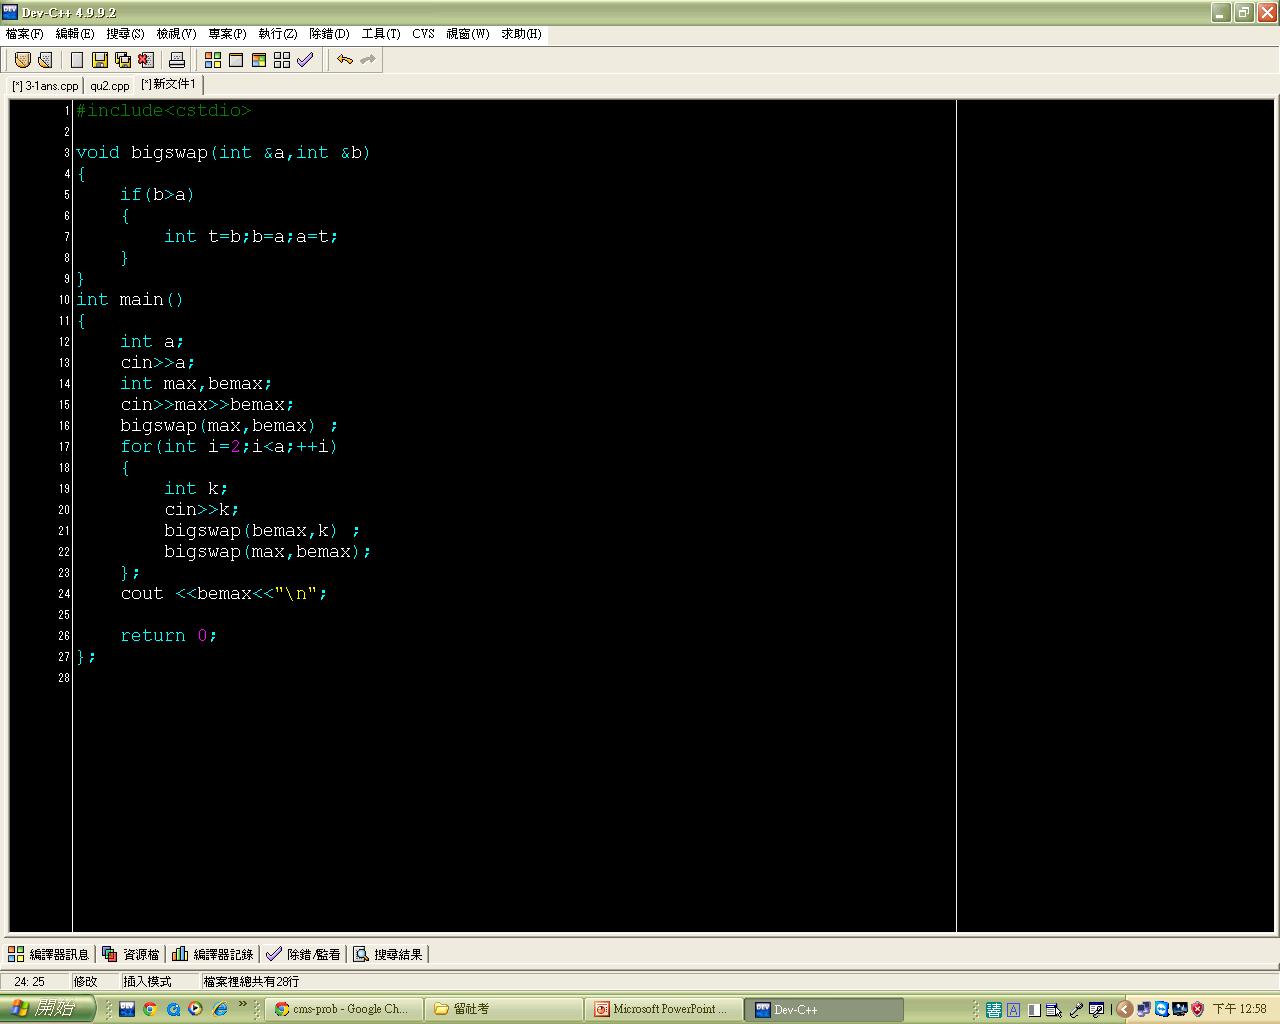 Dev-C++ 4.9.9.2
檔案(F) 編輯(E) 搜尋(S) 檢視(V) 專案(P) 執行(Z) 除錯(D) 工具(T) CVS 視窗(W) 求助(H)
[*] 3-1ans.cpp qu2.cpp [*]新文件1
1 #include<cstdio>
2
3 void bigswap(int &a,int &b)
4 {
5 if(b>a)
6 {
7 int t=b;b=a;a=t;
8 }
9 }
10 int main()
11 {
12 int a;
13 cin>>a;
14 int max,bemax;
15 cin>>max>>bemax;
16 bigswap(max,bemax) ;
17 for(int i=2;i<a;++i)
18 {
19 int k;
20 cin>>k;
21 bigswap(bemax,k) ;
22 bigswap(max,bemax);
23 };
24 cout <<bemax<<"\n";
25
26 return 0;
27 };
28
編譯器訊息 資源檔 編譯器記錄 除錯/監看 搜尋結果
24: 25 修改 插入模式 檔案裡總共有28行
開始 cms-prob - Google Ch... 留社考 Microsoft PowerPoint ... Dev-C++ 下午 12:58